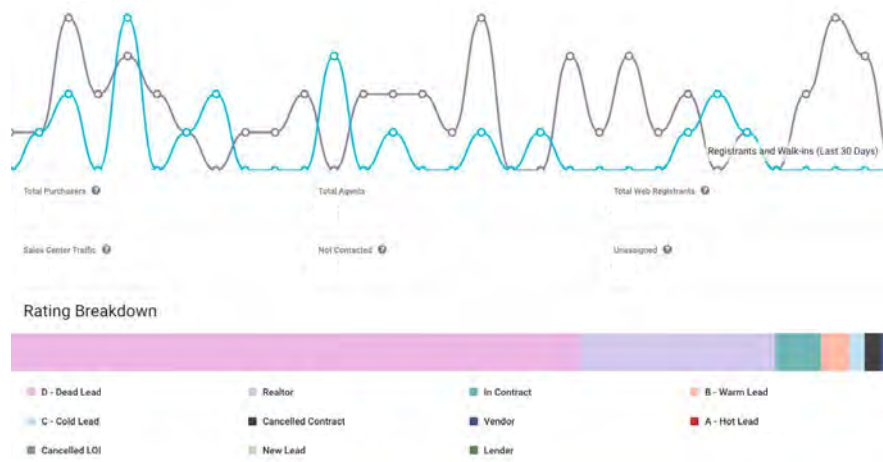 Registrants and Walk-ins (Last 30 Days)
Total Purchasers ?
Total Agents
Total Web Registrants ?
Sales Center Traffic ?
Not Contacted ?
Unassigned ?
Rating Breakdown
D - Dead Lead
Realtor
In Contract
B - Warm Lead
C - Cold Lead
Cancelled Contract
Vendor
A - Hot Lead
Cancelled LOI
New Lead
Lender